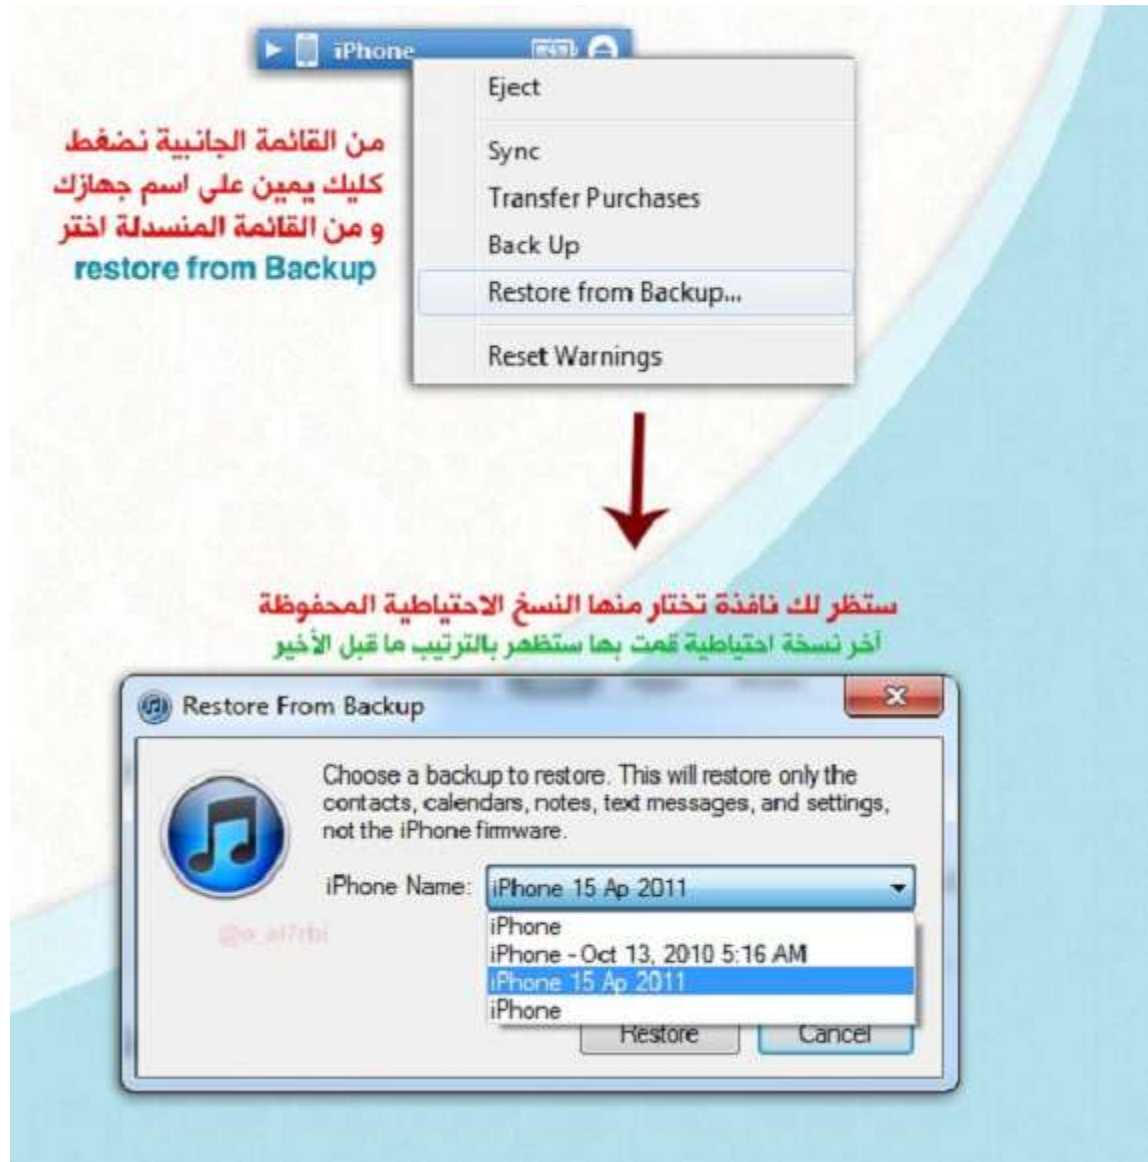 iPhone
Eject
Sync
Transfer Purchases
Back Up
Restore from Backup...
Reset Warnings
من القائمة الجانبية نضغط
كليك يمين على اسم جهازك
و من القائمة المنسدلة اختر
restore from Backup
ستظر لك نافذة تختار منها النسخ الاحتياطية المحفوظة
آخر نسخة احتياطية قمت بها ستظهر بالترتيب ما قبل الأخير
Restore From Backup
Choose a backup to restore. This will restore only the
contacts, calendars, notes, text messages, and settings,
not the iPhone firmware.
iPhone Name: iPhone 15 Ap 2011
iPhone
iPhone - Oct 13, 2010 5:16 AM
iPhone 15 Ap 2011
iPhone
Restore Cancel
@o_al7rbi